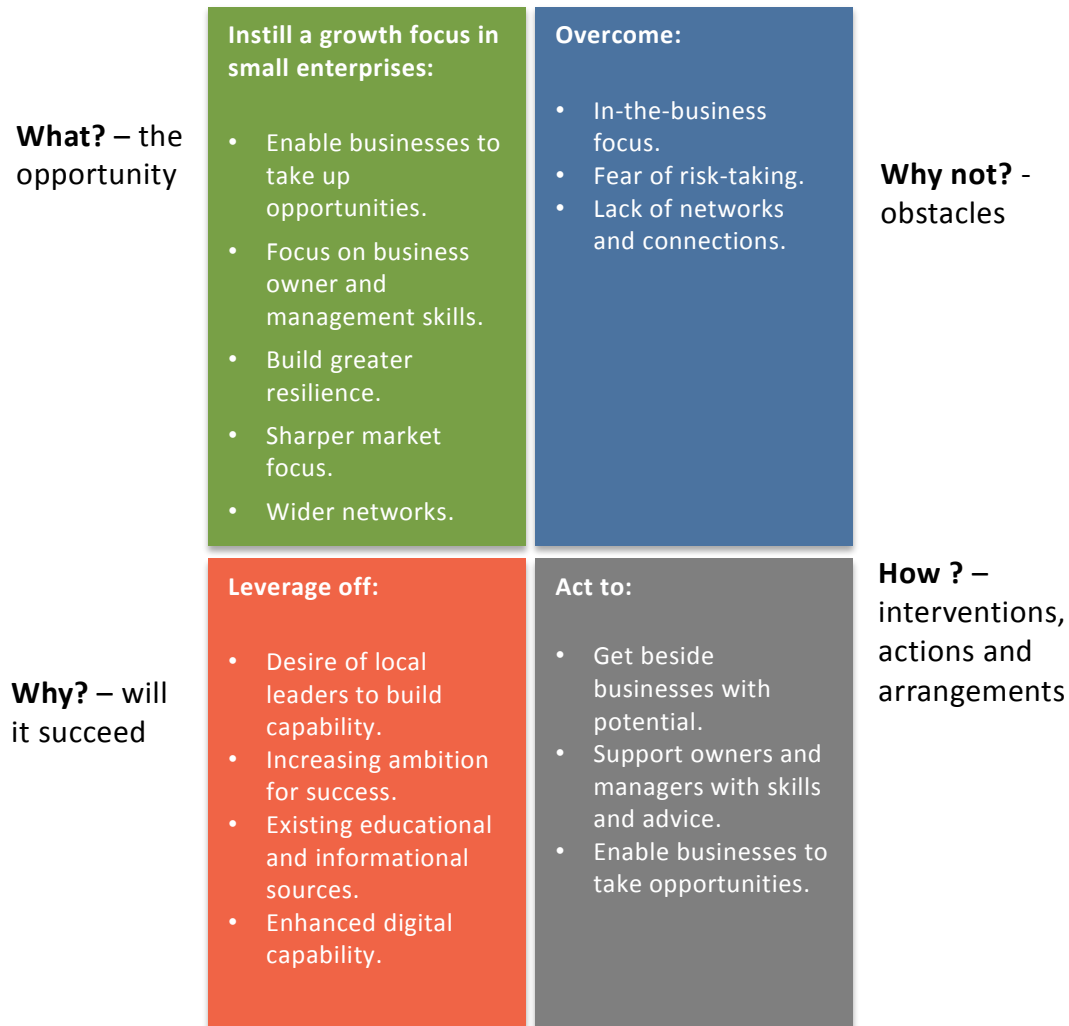 What? – the
opportunity
Instill a growth focus in
small enterprises:
• Enable businesses to
take up
opportunities.
• Focus on business
owner and
management skills.
• Build greater
resilience.
• Sharper market
focus.
• Wider networks.
Overcome:
• In-the-business
focus.
• Fear of risk-taking.
• Lack of networks
and connections.
Why not? -
obstacles
Why? – will
it succeed
Leverage off:
• Desire of local
leaders to build
capability.
• Increasing ambition
for success.
• Existing educational
and informational
sources.
• Enhanced digital
capability.
Act to:
• Get beside
businesses with
potential.
• Support owners and
managers with skills
and advice.
• Enable businesses to
take opportunities.
How ? –
interventions,
actions and
arrangements